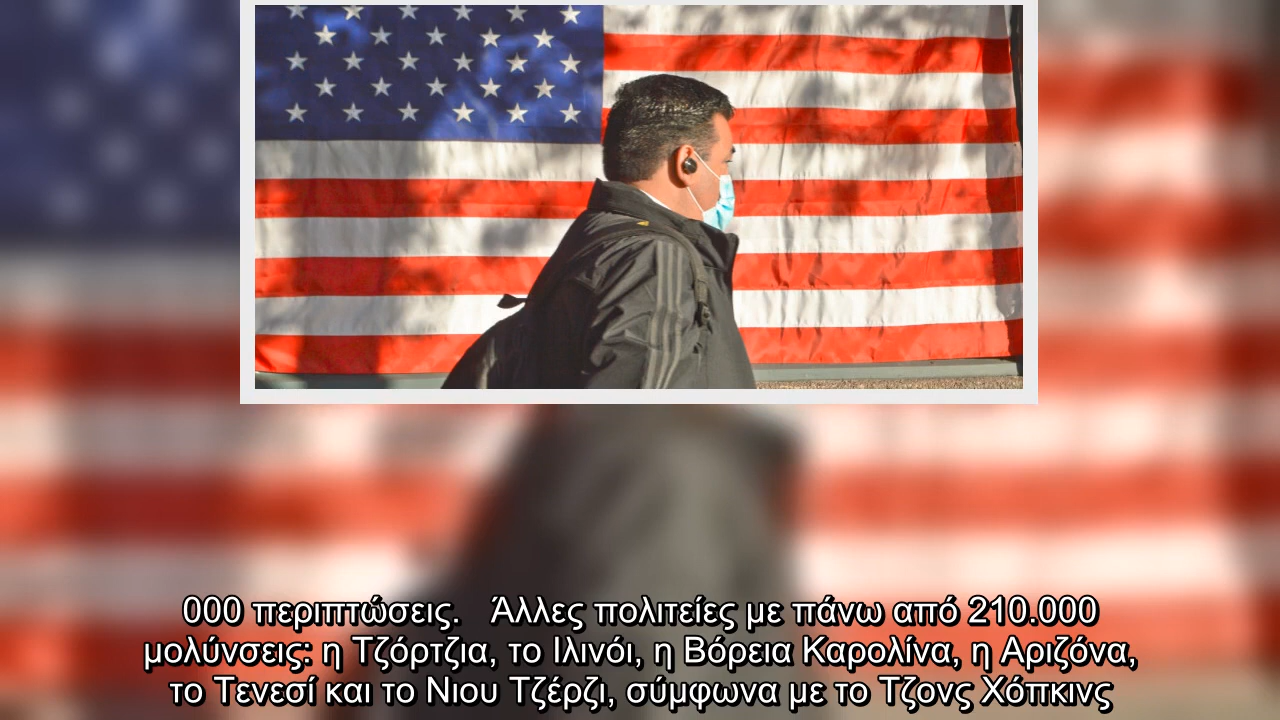 000 περιπτώσεις. Άλλες πολιτείες με πάνω από 210.000
μολύνσεις: η Τζόρτζια, το Ιλινόι, η Βόρεια Καρολίνα, η Αριζόνα,
το Τενεσί και το Νιου Τζέρζι, σύμφωνα με το Τζονς Χόπκινς